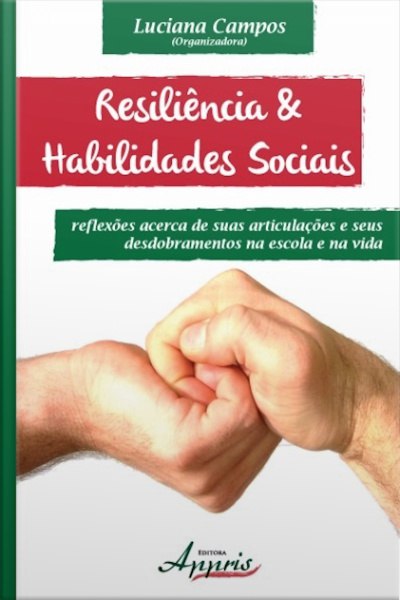 Luciana Campos
(Organizadora)
Resiliência &
Habilidades Sociais
reflexões acerca de suas articulações e seus
desdobramentos na escola e na vida
EDITORA
Appris